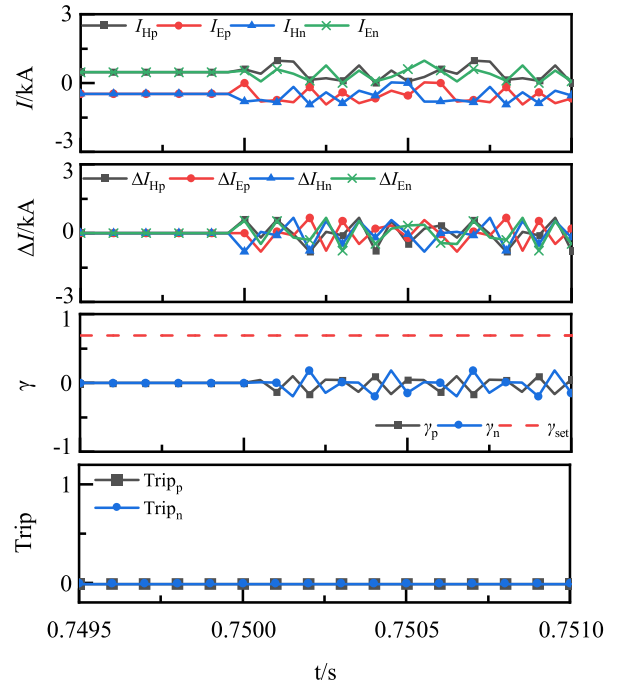 3
I_Hp I_Ep I_Hn I_En
I/kA
0
-3
3
ΔI_Hp ΔI_Ep ΔI_Hn ΔI_En
ΔI/kA
0
-3
1
γ
0
γ_p γ_n γ_set
-1
1
Trip_p
Trip_n
Trip
0
0.7495 0.7500 0.7505 0.7510
t/s